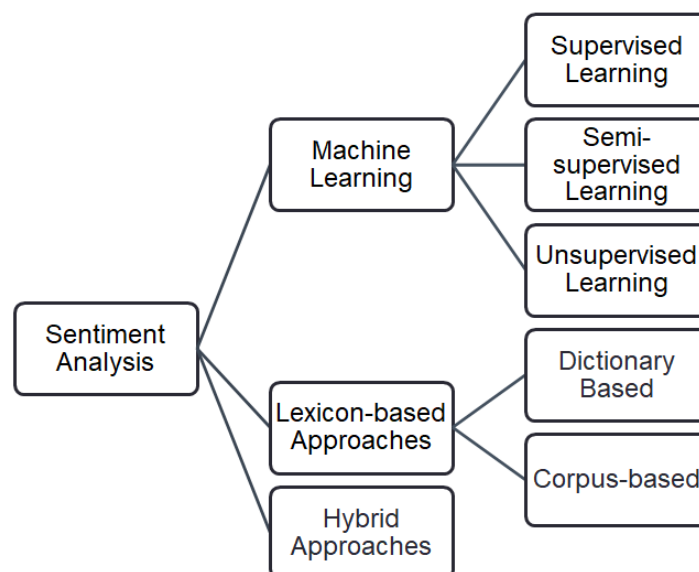 Sentiment
Analysis
Machine
Learning
Supervised
Learning
Semi-
supervised
Learning
Unsupervised
Learning
Lexicon-based
Approaches
Dictionary
Based
Corpus-based
Hybrid
Approaches